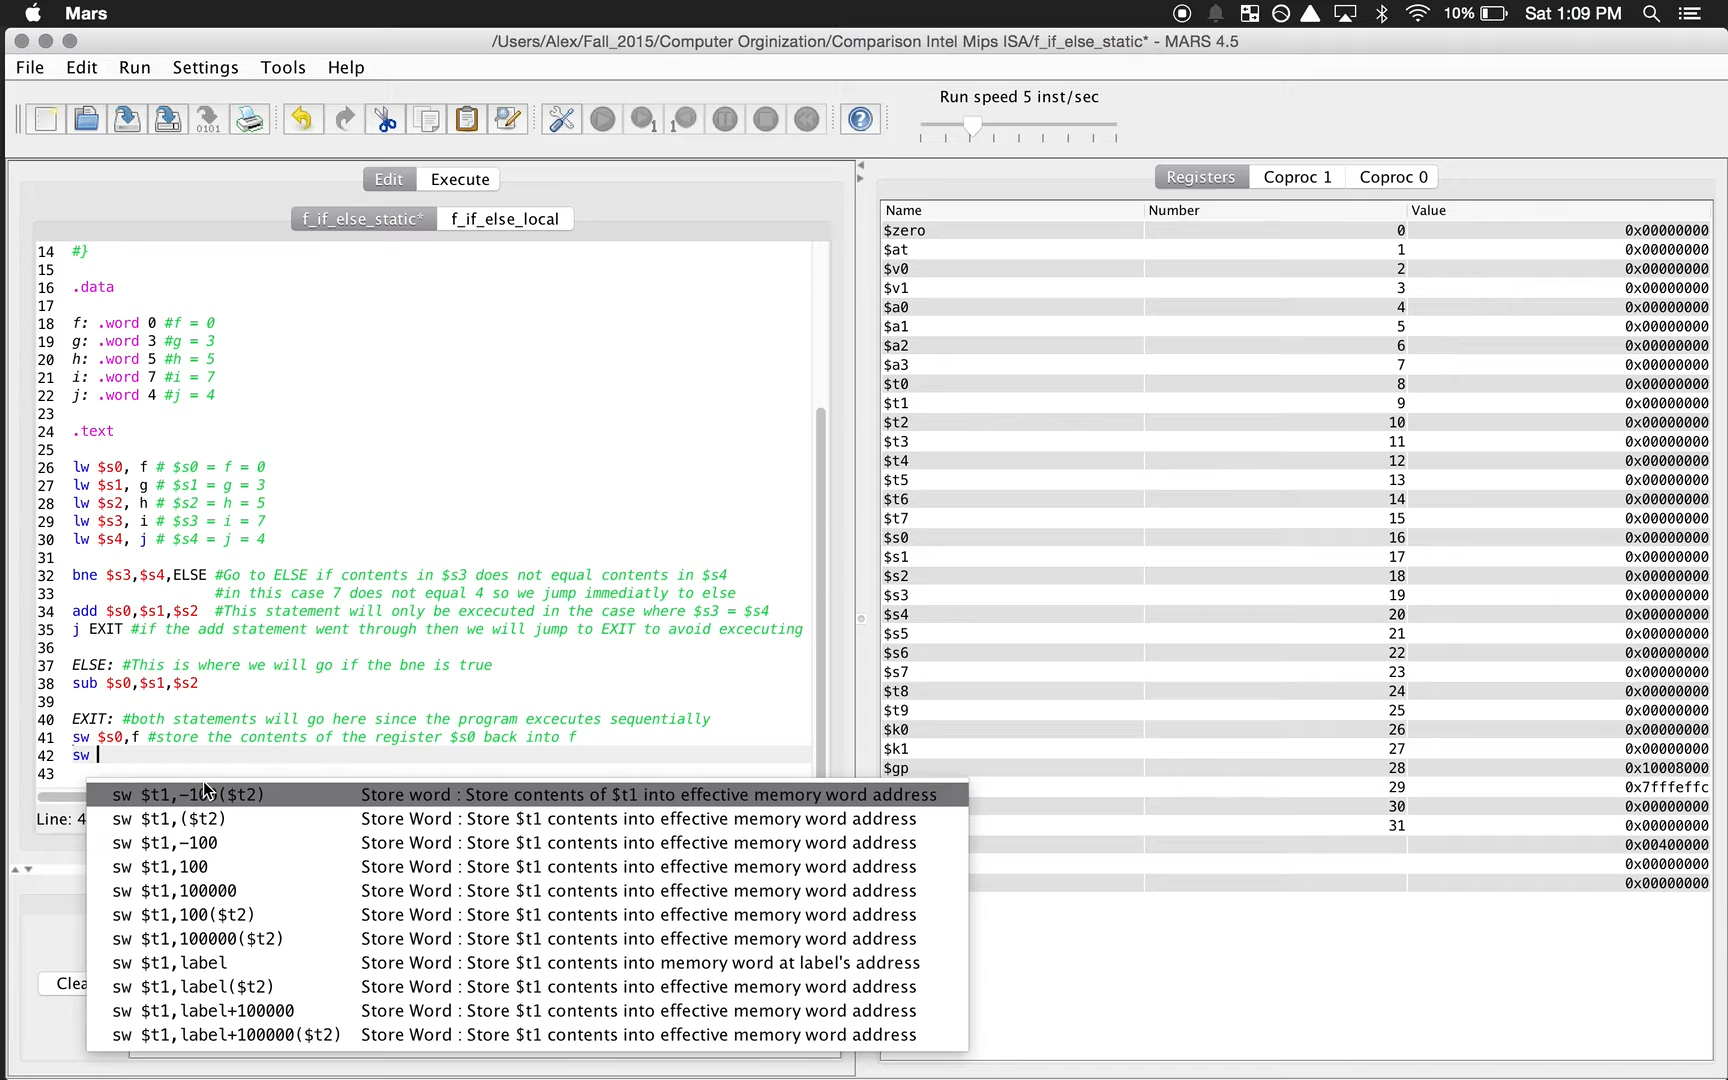 Mars
10%
Sat 1:09 PM
/Users/Alex/Fall_2015/Computer Orginization/Comparison Intel Mips ISA/f_if_else_static* - MARS 4.5
File Edit Run Settings Tools Help
Run speed 5 inst/sec
Edit Execute
f_if_else_static* f_if_else_local
14 #}
15
16 .data
17
18 f: .word 0 #f = 0
19 g: .word 3 #g = 3
20 h: .word 5 #h = 5
21 i: .word 7 #i = 7
22 j: .word 4 #j = 4
23
24 .text
25
26 lw $s0, f # $s0 = f = 0
27 lw $s1, g # $s1 = g = 3
28 lw $s2, h # $s2 = h = 5
29 lw $s3, i # $s3 = i = 7
30 lw $s4, j # $s4 = j = 4
31
32 bne $s3,$s4,ELSE #Go to ELSE if contents in $s3 does not equal contents in $s4
33 #in this case 7 does not equal 4 so we jump immediatly to else
34 add $s0,$s1,$s2 #This statement will only be excecuted in the case where $s3 = $s4
35 j EXIT #if the add statement went through then we will jump to EXIT to avoid excecuting
36
37 ELSE: #This is where we will go if the bne is true
38 sub $s0,$s1,$s2
39
40 EXIT: #both statements will go here since the program excecutes sequentially
41 sw $s0,f #store the contents of the register $s0 back into f
42 sw
43
Line: 4
Clea
sw $t1,-100($t2) Store word : Store contents of $t1 into effective memory word address
sw $t1,($t2) Store Word : Store $t1 contents into effective memory word address
sw $t1,-100 Store Word : Store $t1 contents into effective memory word address
sw $t1,100 Store Word : Store $t1 contents into effective memory word address
sw $t1,100000 Store Word : Store $t1 contents into effective memory word address
sw $t1,100($t2) Store Word : Store $t1 contents into effective memory word address
sw $t1,100000($t2) Store Word : Store $t1 contents into effective memory word address
sw $t1,label Store Word : Store $t1 contents into memory word at label's address
sw $t1,label($t2) Store Word : Store $t1 contents into effective memory word address
sw $t1,label+100000 Store Word : Store $t1 contents into effective memory word address
sw $t1,label+100000($t2) Store Word : Store $t1 contents into effective memory word address
Registers Coproc 1 Coproc 0
Name Number Value
$zero 0 0x00000000
$at 1 0x00000000
$v0 2 0x00000000
$v1 3 0x00000000
$a0 4 0x00000000
$a1 5 0x00000000
$a2 6 0x00000000
$a3 7 0x00000000
$t0 8 0x00000000
$t1 9 0x00000000
$t2 10 0x00000000
$t3 11 0x00000000
$t4 12 0x00000000
$t5 13 0x00000000
$t6 14 0x00000000
$t7 15 0x00000000
$s0 16 0x00000000
$s1 17 0x00000000
$s2 18 0x00000000
$s3 19 0x00000000
$s4 20 0x00000000
$s5 21 0x00000000
$s6 22 0x00000000
$s7 23 0x00000000
$t8 24 0x00000000
$t9 25 0x00000000
$k0 26 0x00000000
$k1 27 0x00000000
$gp 28 0x10008000
29 0x7fffeffc
30 0x00000000
31 0x00000000
0x00400000
0x00000000
0x00000000